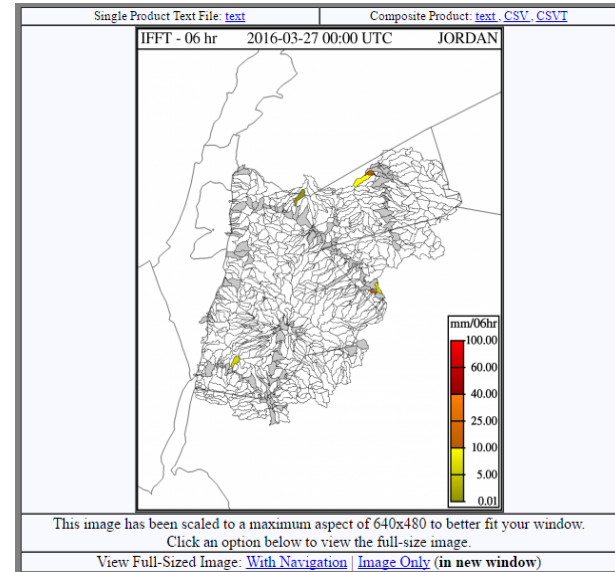 Single Product Text File: text
Composite Product: text , CSV , CSVT
IFFT - 06 hr 2016-03-27 00:00 UTC JORDAN
mm/06hr
100.00
60.00
40.00
25.00
10.00
5.00
0.01
This image has been scaled to a maximum aspect of 640x480 to better fit your window.
Click an option below to view the full-size image.
View Full-Sized Image: With Navigation | Image Only (in new window)